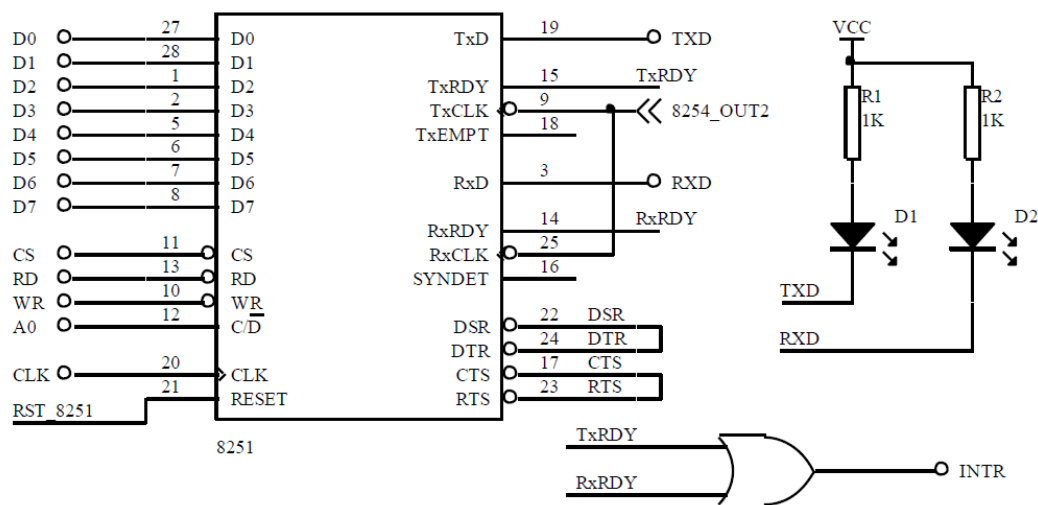 D0 27 D0 TxD 19 TXD
D1 28 D1
D2 1 D2 TxRDY 15 TxRDY
D3 2 D3 TxCLK 9 8254_OUT2
D4 5 D4 TxEMPT 18
D5 6 D5
D6 7 D6 RxD 3 RXD
D7 8 D7
RxRDY 14 RxRDY
CS 11 CS RxCLK 25
RD 13 RD SYNDET 16
WR 10 WR
A0 12 C/D DSR 22 DSR
DTR 24 DTR
CLK 20 CLK CTS 17 CTS
RST_8251 21 RESET RTS 23 RTS
8251
VCC
R1 R2
1K 1K
D1 D2
TXD
RXD
TxRDY
RxRDY
INTR